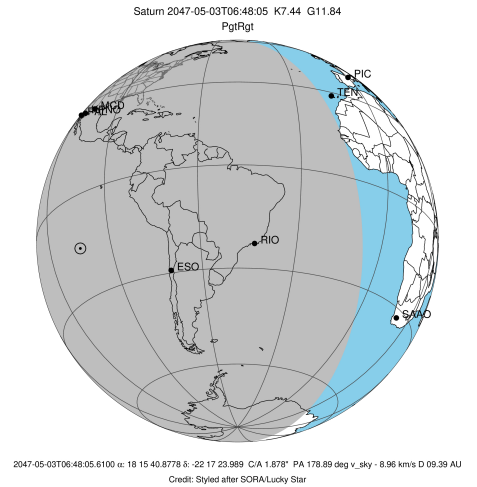 Saturn 2047-05-03T06:48:05 K7.44 G11.84
PgtRgt
PIC
TEN
MCD
RIO
ESO
SAAO
2047-05-03T06:48:05.6100 α: 18 15 40.8778 δ: -22 17 23.989 C/A 1.878" PA 178.89 deg v_sky - 8.96 km/s D 09.39 AU
Credit: Styled after SORA/Lucky Star